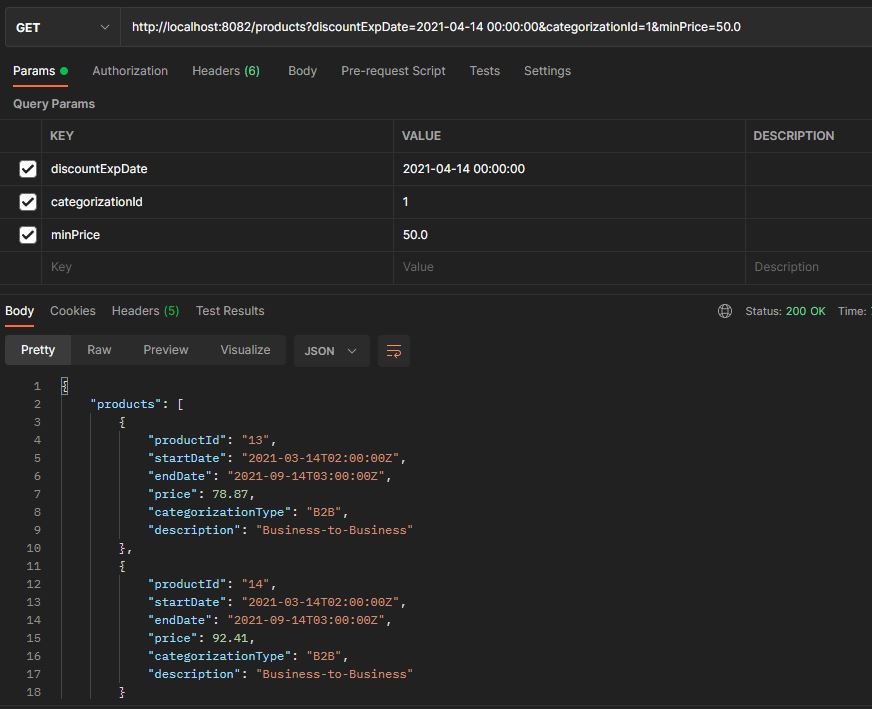 GET http://localhost:8082/products?discountExpDate=2021-04-14 00:00:00&categorizationId=1&minPrice=50.0
Params Authorization Headers (6) Body Pre-request Script Tests Settings
Query Params
KEY VALUE DESCRIPTION
discountExpDate 2021-04-14 00:00:00
categorizationId 1
minPrice 50.0
Key Value Description
Body Cookies Headers (5) Test Results Status: 200 OK Time:
Pretty Raw Preview Visualize JSON
1 {
2 "products": [
3 {
4 "productId": "13",
5 "startDate": "2021-03-14T02:00:00Z",
6 "endDate": "2021-09-14T03:00:00Z",
7 "price": 78.87,
8 "categorizationType": "B2B",
9 "description": "Business-to-Business"
10 },
11 {
12 "productId": "14",
13 "startDate": "2021-03-14T02:00:00Z",
14 "endDate": "2021-09-14T03:00:00Z",
15 "price": 92.41,
16 "categorizationType": "B2B",
17 "description": "Business-to-Business"
18 }